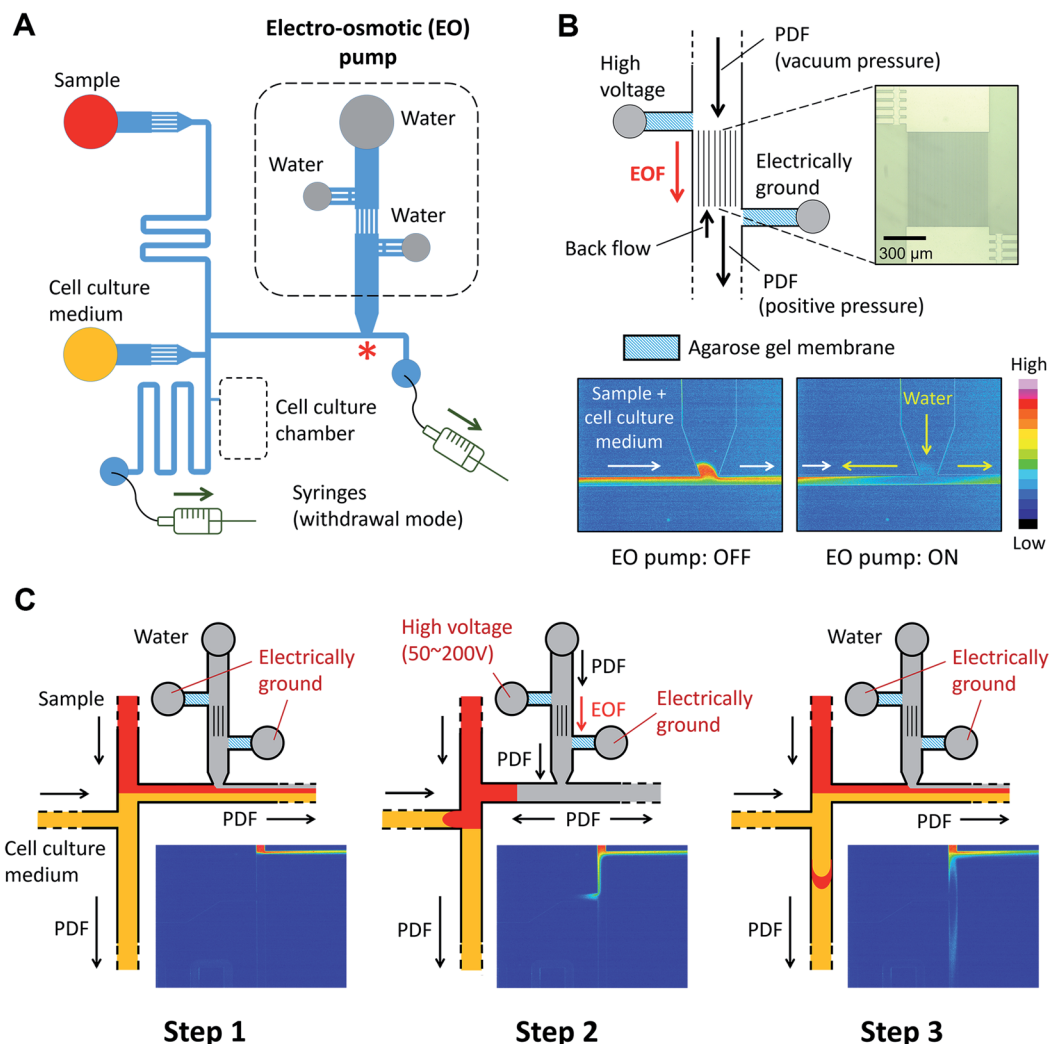 A
Electro-osmotic (EO)
pump
Sample
Water
Water
Water
Cell culture
medium
*
Cell culture
chamber
Syringes
(withdrawal mode)
B
PDF
(vacuum pressure)
High
voltage
EOF
Electrically
ground
Back flow
300 µm
PDF
(positive pressure)
Agarose gel membrane
High
Sample +
cell culture
medium
Water
Low
EO pump: OFF
EO pump: ON
C
Water
Electrically
ground
Sample
PDF
Cell culture
medium
PDF
Step 1
High voltage
(50~200V)
PDF
EOF
Electrically
ground
PDF
PDF
PDF
Step 2
Water
Electrically
ground
PDF
PDF
Step 3